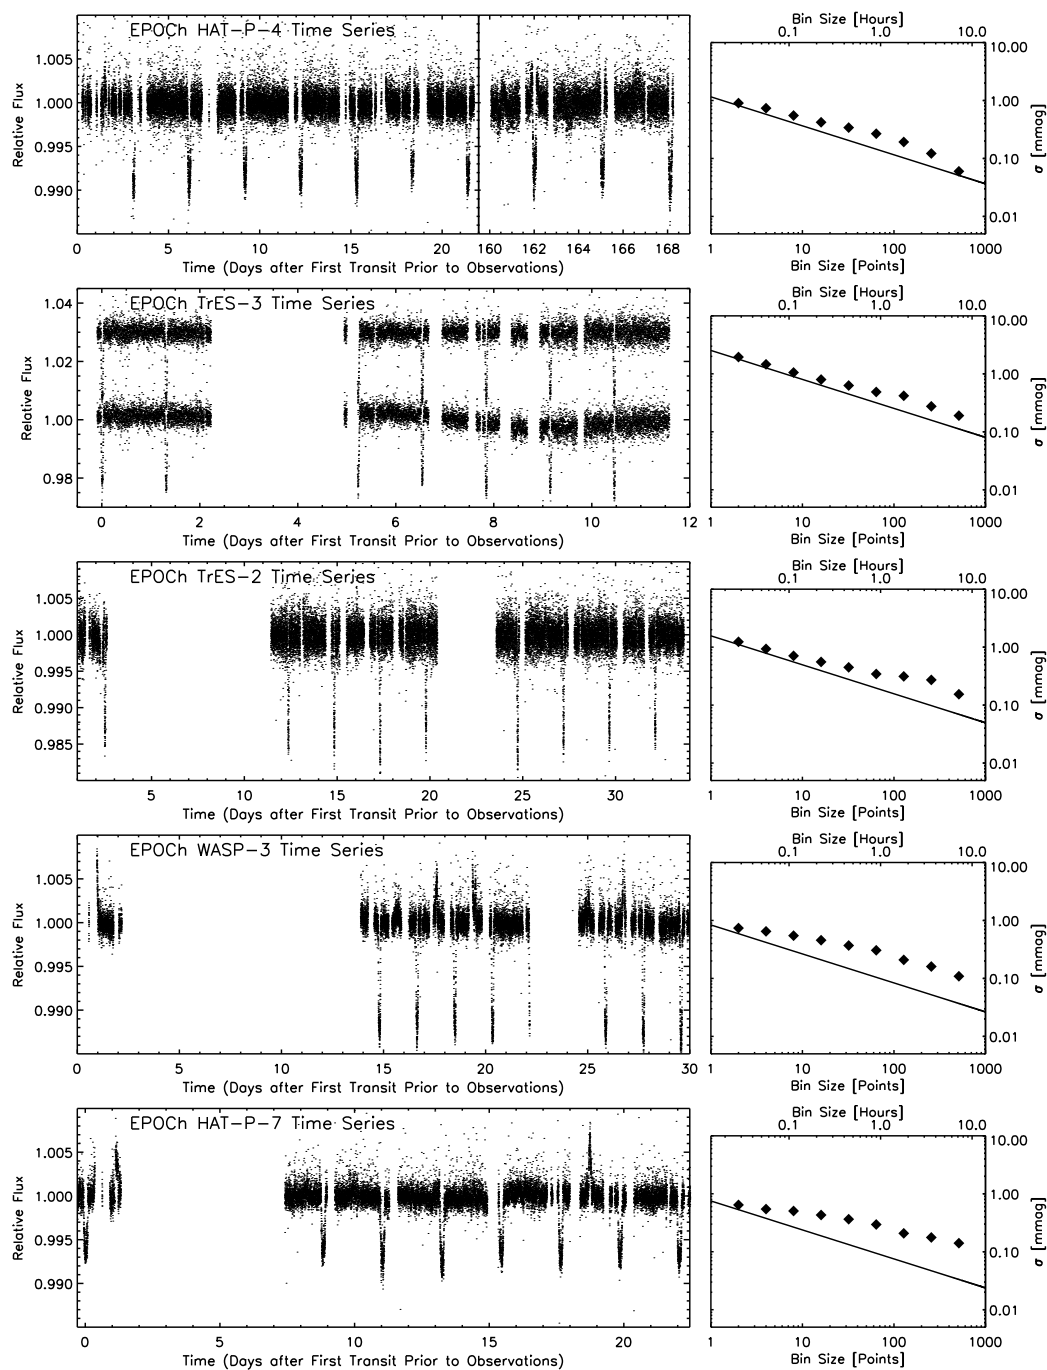 EPOCh HAT-P-4 Time Series
1.005
1.000
0.995
0.990
Relative Flux
0 5 10 15 20 160 162 164 166 168
Time (Days after First Transit Prior to Observations)
Bin Size [Hours]
0.1 1.0 10.0
10.00
1.00
0.10
0.01
σ [mmag]
1 10 100 1000
Bin Size [Points]
EPOCh TrES-3 Time Series
1.04
1.02
1.00
0.98
Relative Flux
0 2 4 6 8 10 12
Time (Days after First Transit Prior to Observations)
Bin Size [Hours]
0.1 1.0 10.0
10.00
1.00
0.10
0.01
σ [mmag]
1 10 100 1000
Bin Size [Points]
EPOCh TrES-2 Time Series
1.005
1.000
0.995
0.990
0.985
Relative Flux
5 10 15 20 25 30
Time (Days after First Transit Prior to Observations)
Bin Size [Hours]
0.1 1.0 10.0
10.00
1.00
0.10
0.01
σ [mmag]
1 10 100 1000
Bin Size [Points]
EPOCh WASP-3 Time Series
1.005
1.000
0.995
0.990
Relative Flux
0 5 10 15 20 25 30
Time (Days after First Transit Prior to Observations)
Bin Size [Hours]
0.1 1.0 10.0
10.00
1.00
0.10
0.01
σ [mmag]
1 10 100 1000
Bin Size [Points]
EPOCh HAT-P-7 Time Series
1.005
1.000
0.995
0.990
Relative Flux
0 5 10 15 20
Time (Days after First Transit Prior to Observations)
Bin Size [Hours]
0.1 1.0 10.0
10.00
1.00
0.10
0.01
σ [mmag]
1 10 100 1000
Bin Size [Points]